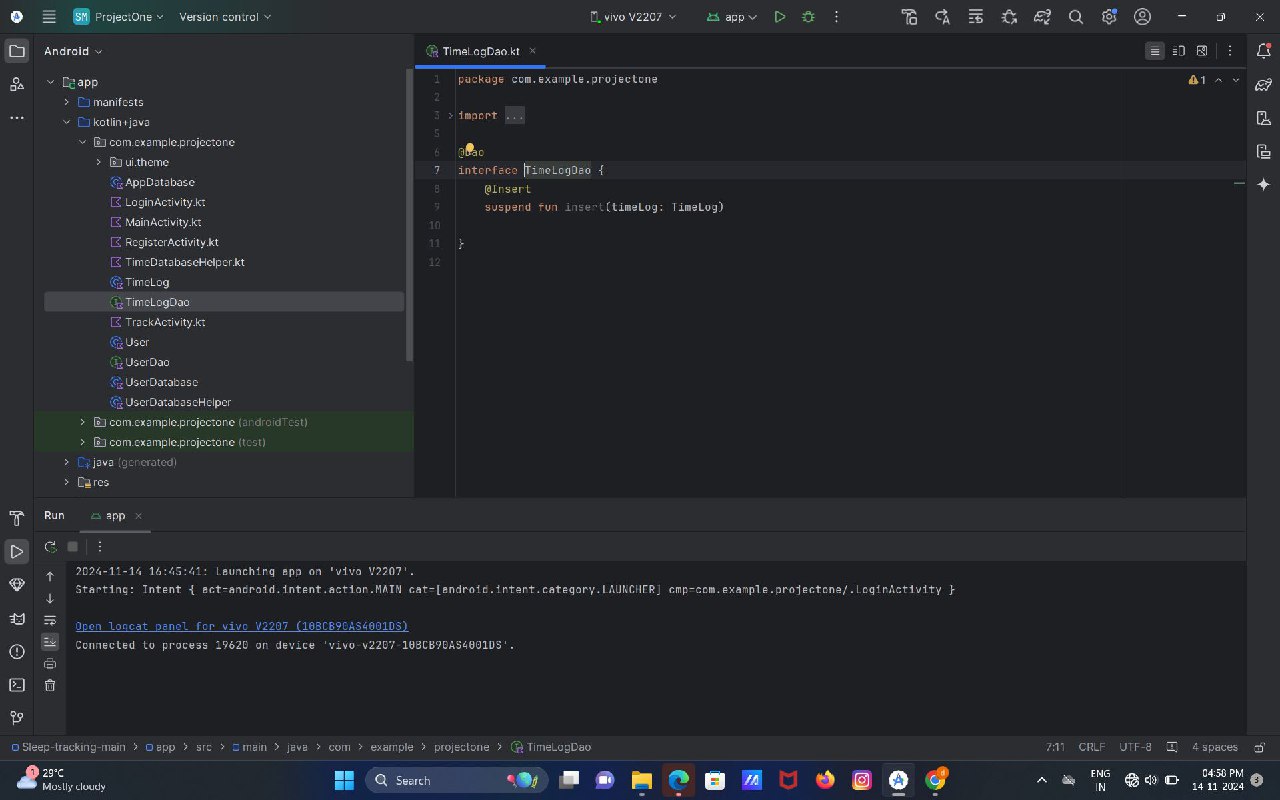 SM ProjectOne Version control vivo V2207 app
Android
TimeLogDao.kt
app
manifests
kotlin+java
com.example.projectone
ui.theme
AppDatabase
LoginActivity.kt
MainActivity.kt
RegisterActivity.kt
TimeDatabaseHelper.kt
TimeLog
TimeLogDao
TrackActivity.kt
User
UserDao
UserDatabase
UserDatabaseHelper
com.example.projectone (androidTest)
com.example.projectone (test)
java (generated)
res
1 package com.example.projectone
1
2
3 import ...
5
6 @Dao
7 interface TimeLogDao {
8 @Insert
9 suspend fun insert(timeLog: TimeLog)
10
11 }
12
Run app
2024-11-14 16:45:41: Launching app on 'vivo V2207'.
Starting: Intent { act=android.intent.action.MAIN cat=[android.intent.category.LAUNCHER] cmp=com.example.projectone/.LoginActivity }
Open logcat panel for vivo V2207 (10BCB90AS4001DS)
Connected to process 19620 on device 'vivo-v2207-10BCB90AS4001DS'.
Sleep-tracking-main > app > src > main > java > com > example > projectone > TimeLogDao 7:11 CRLF UTF-8 4 spaces
1
29°C
Mostly cloudy
Search
ENG
IN
04:58 PM
14-11-2024
3